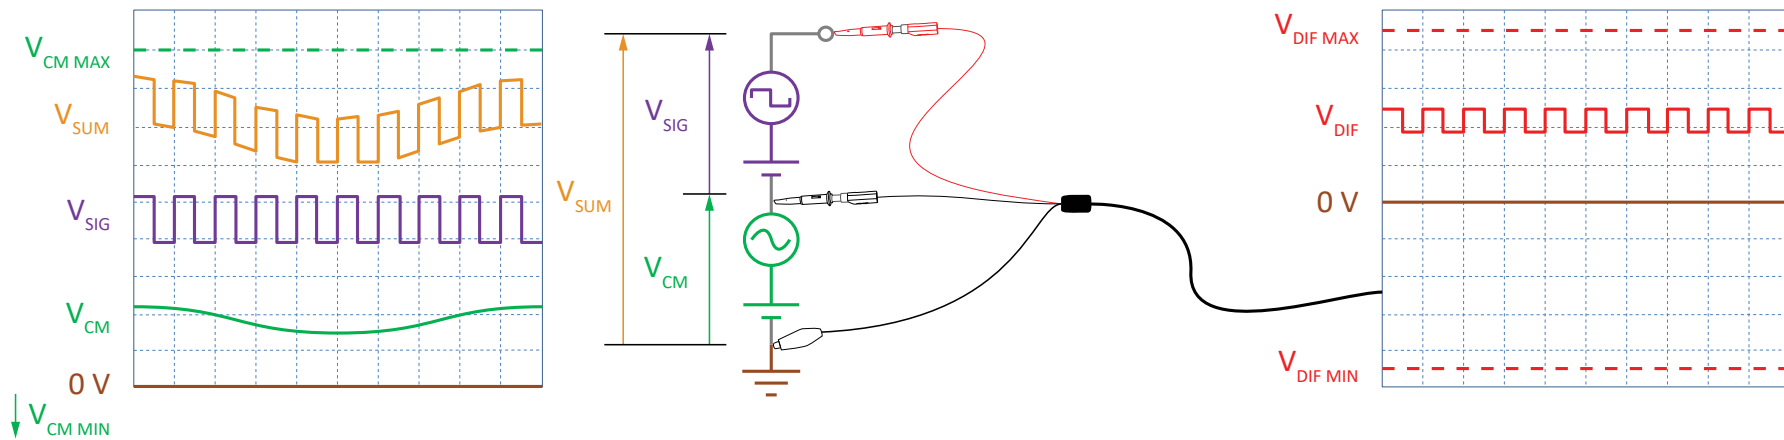 V CM MAX
V SUM
V SIG
V CM
0 V
V CM MIN
V SUM
V SIG
V CM
V DIF MAX
V DIF
0 V
V DIF MIN